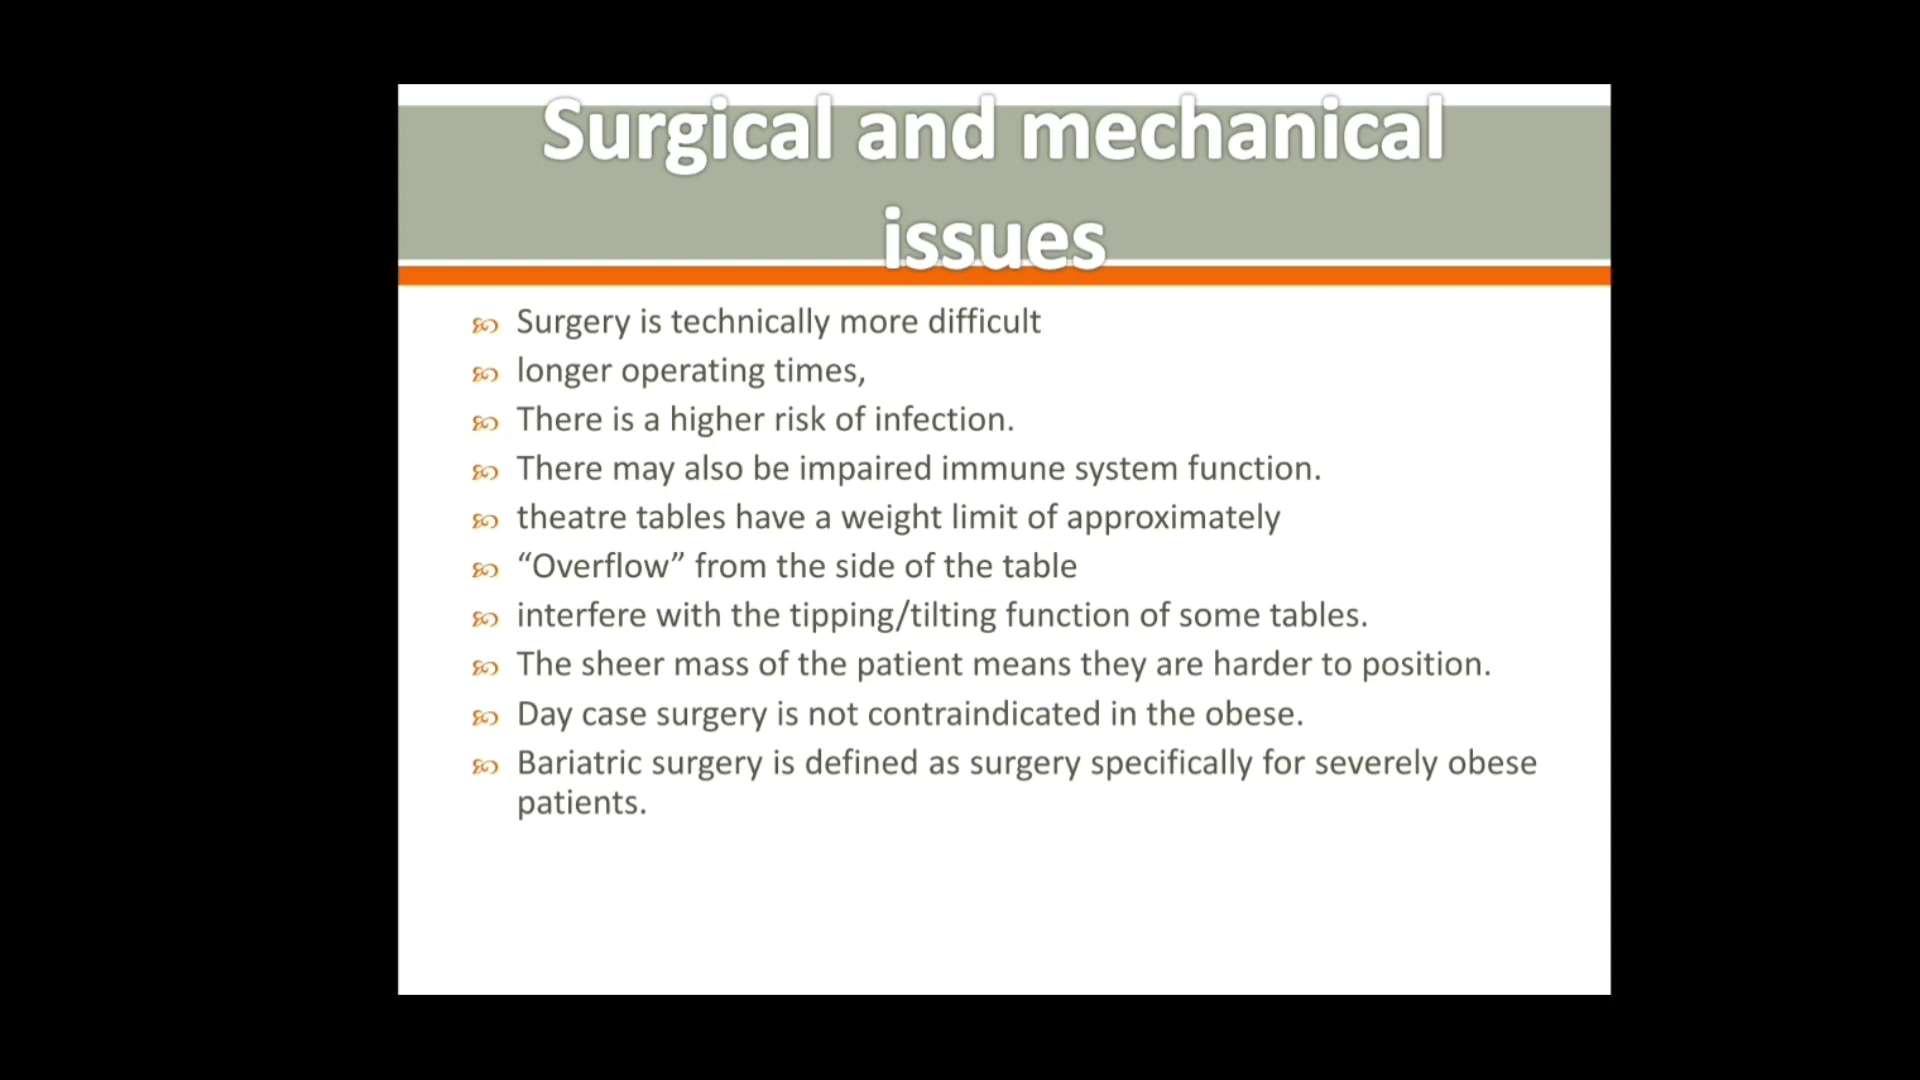 Surgical and mechanical
issues
Surgery is technically more difficult
longer operating times,
There is a higher risk of infection.
There may also be impaired immune system function.
theatre tables have a weight limit of approximately
“Overflow” from the side of the table
interfere with the tipping/tilting function of some tables.
The sheer mass of the patient means they are harder to position.
Day case surgery is not contraindicated in the obese.
Bariatric surgery is defined as surgery specifically for severely obese
patients.